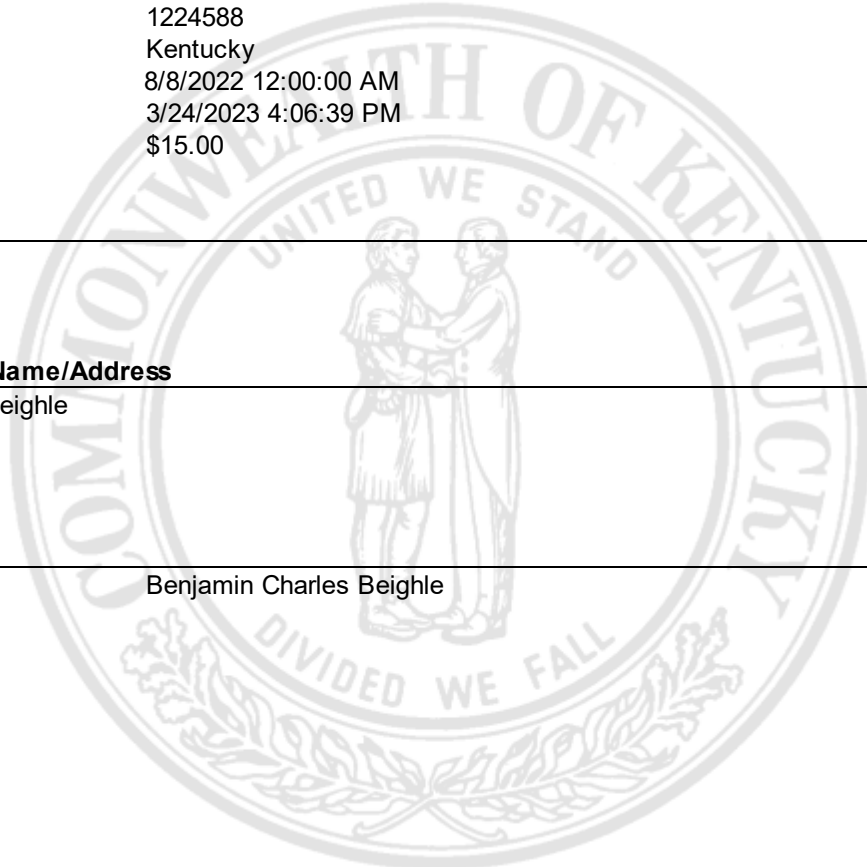 1224588
Kentucky
8/8/2022 12:00:00 AM
3/24/2023 4:06:39 PM
$15.00
COMMONWEALTH OF KENTUCKY
UNITED WE STAND
Name/Address
eighle
Benjamin Charles Beighle
DIVIDED WE FALL